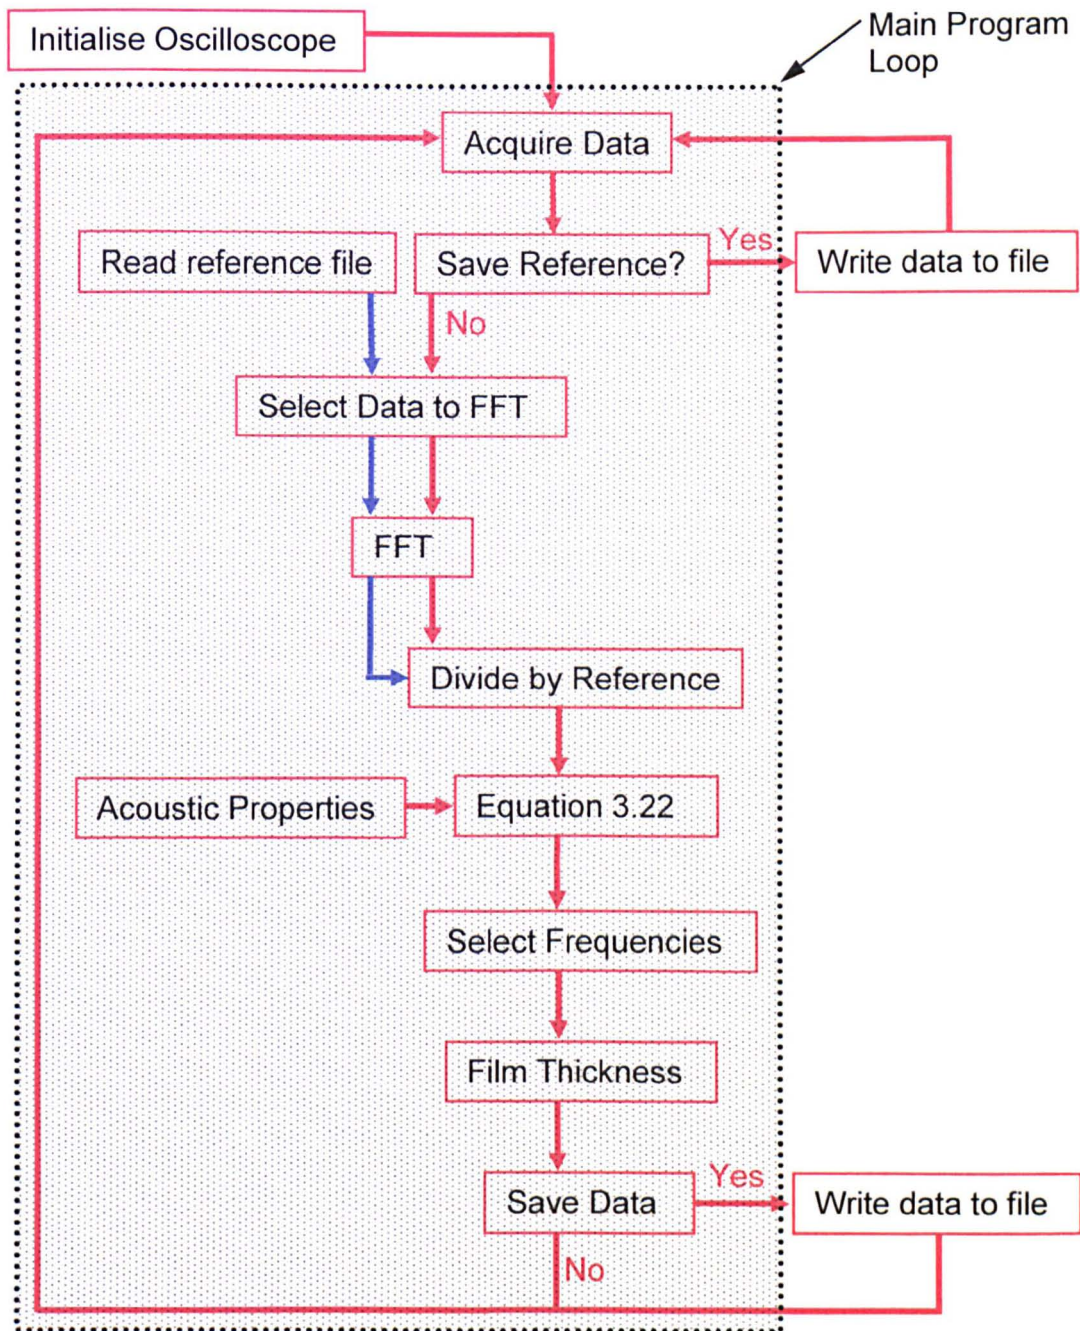 Initialise Oscilloscope
Main Program
Loop
Acquire Data
Read reference file
Save Reference?
Yes
Write data to file
No
Select Data to FFT
FFT
Divide by Reference
Acoustic Properties
Equation 3.22
Select Frequencies
Film Thickness
Save Data
Yes
Write data to file
No